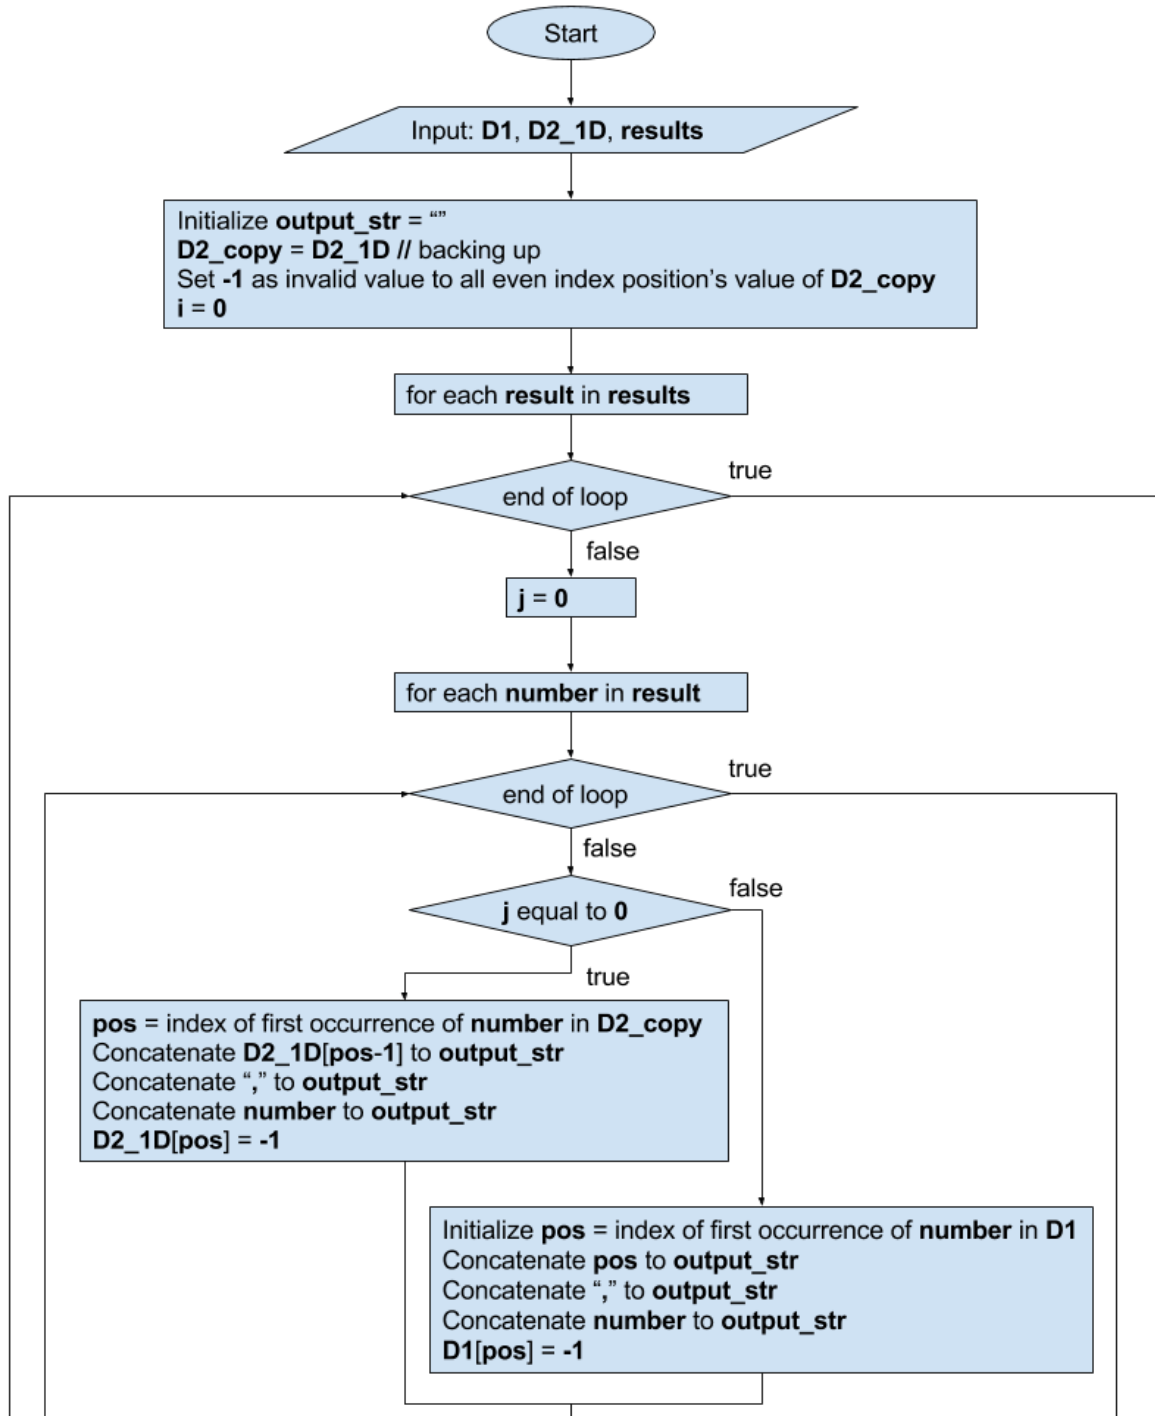 Start
Input: D1, D2_1D, results
Initialize output_str = “”
D2_copy = D2_1D // backing up
Set -1 as invalid value to all even index position’s value of D2_copy
i = 0
for each result in results
true
end of loop
false
j = 0
for each number in result
true
end of loop
false
false
j equal to 0
true
pos = index of first occurrence of number in D2_copy
Concatenate D2_1D[pos-1] to output_str
Concatenate “,” to output_str
Concatenate number to output_str
D2_1D[pos] = -1
Initialize pos = index of first occurrence of number in D1
Concatenate pos to output_str
Concatenate “,” to output_str
Concatenate number to output_str
D1[pos] = -1